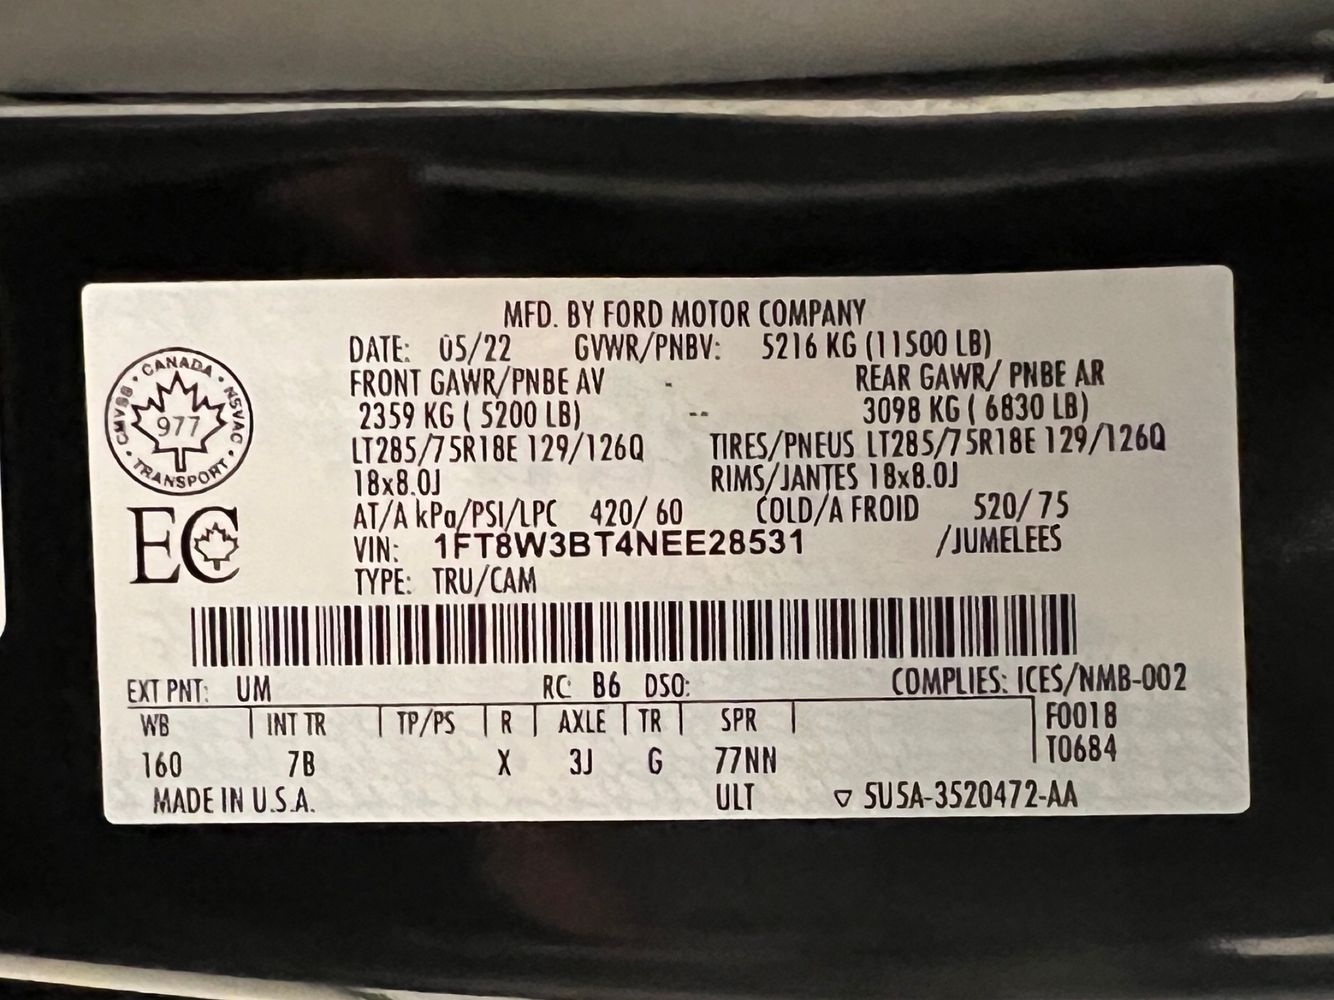 MFD. BY FORD MOTOR COMPANY
DATE: 05/22 GVWR/PNBV: 5216 KG (11500 LB)
FRONT GAWR/PNBE AV - REAR GAWR/ PNBE AR
2359 KG ( 5200 LB) -- 3098 KG ( 6830 LB)
LT285/75R18E 129/126Q TIRES/PNEUS LT285/75R18E 129/126Q
18x8.0J RIMS/JANTES 18x8.0J
AT/A kPa/PSI/LPC 420/ 60 COLD/A FROID 520/ 75
VIN: 1FT8W3BT4NEE28531 /JUMELEES
TYPE: TRU/CAM
CANADA • NSVAC • TRANSPORT • CMVSS •
977
EC
EXT PNT: UM RC: B6 DSO: COMPLIES: ICES/NMB-002
WB | INT TR | TP/PS | R | AXLE | TR | SPR | F0018
160 7B X 3J G 77NN T0684
MADE IN U.S.A. ULT ▽ 5U5A-3520472-AA